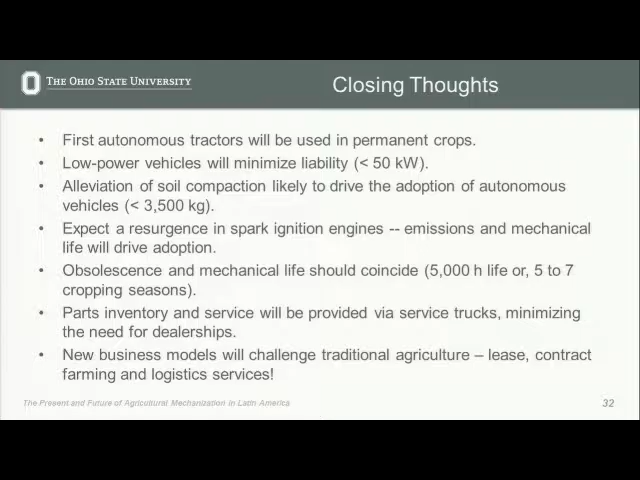 THE OHIO STATE UNIVERSITY
Closing Thoughts
• First autonomous tractors will be used in permanent crops.
• Low-power vehicles will minimize liability (< 50 kW).
• Alleviation of soil compaction likely to drive the adoption of autonomous
vehicles (< 3,500 kg).
• Expect a resurgence in spark ignition engines -- emissions and mechanical
life will drive adoption.
• Obsolescence and mechanical life should coincide (5,000 h life or, 5 to 7
cropping seasons).
• Parts inventory and service will be provided via service trucks, minimizing
the need for dealerships.
• New business models will challenge traditional agriculture – lease, contract
farming and logistics services!
The Present and Future of Agricultural Mechanization in Latin America
32